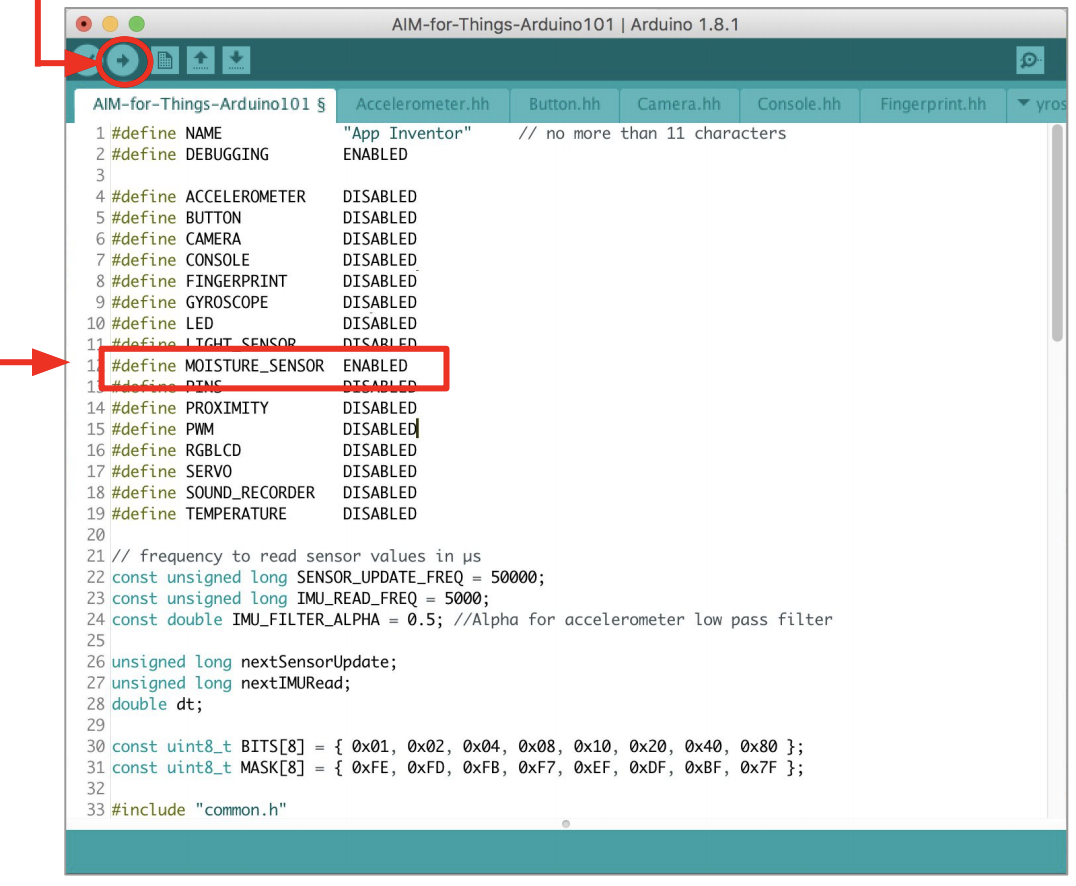 AIM-for-Things-Arduino101 | Arduino 1.8.1
AIM-for-Things-Arduino101 § Accelerometer.hh Button.hh Camera.hh Console.hh Fingerprint.hh yros
1 #define NAME "App Inventor" // no more than 11 characters
2 #define DEBUGGING ENABLED
3
4 #define ACCELEROMETER DISABLED
5 #define BUTTON DISABLED
6 #define CAMERA DISABLED
7 #define CONSOLE DISABLED
8 #define FINGERPRINT DISABLED
9 #define GYROSCOPE DISABLED
10 #define LED DISABLED
11 #define LIGHT_SENSOR DISABLED
12 #define MOISTURE_SENSOR ENABLED
13 #define PINS DISABLED
14 #define PROXIMITY DISABLED
15 #define PWM DISABLED
16 #define RGBLCD DISABLED
17 #define SERVO DISABLED
18 #define SOUND_RECORDER DISABLED
19 #define TEMPERATURE DISABLED
20
21 // frequency to read sensor values in µs
22 const unsigned long SENSOR_UPDATE_FREQ = 50000;
23 const unsigned long IMU_READ_FREQ = 5000;
24 const double IMU_FILTER_ALPHA = 0.5; //Alpha for accelerometer low pass filter
25
26 unsigned long nextSensorUpdate;
27 unsigned long nextIMURead;
28 double dt;
29
30 const uint8_t BITS[8] = { 0x01, 0x02, 0x04, 0x08, 0x10, 0x20, 0x40, 0x80 };
31 const uint8_t MASK[8] = { 0xFE, 0xFD, 0xFB, 0xF7, 0xEF, 0xDF, 0xBF, 0x7F };
32
33 #include "common.h"